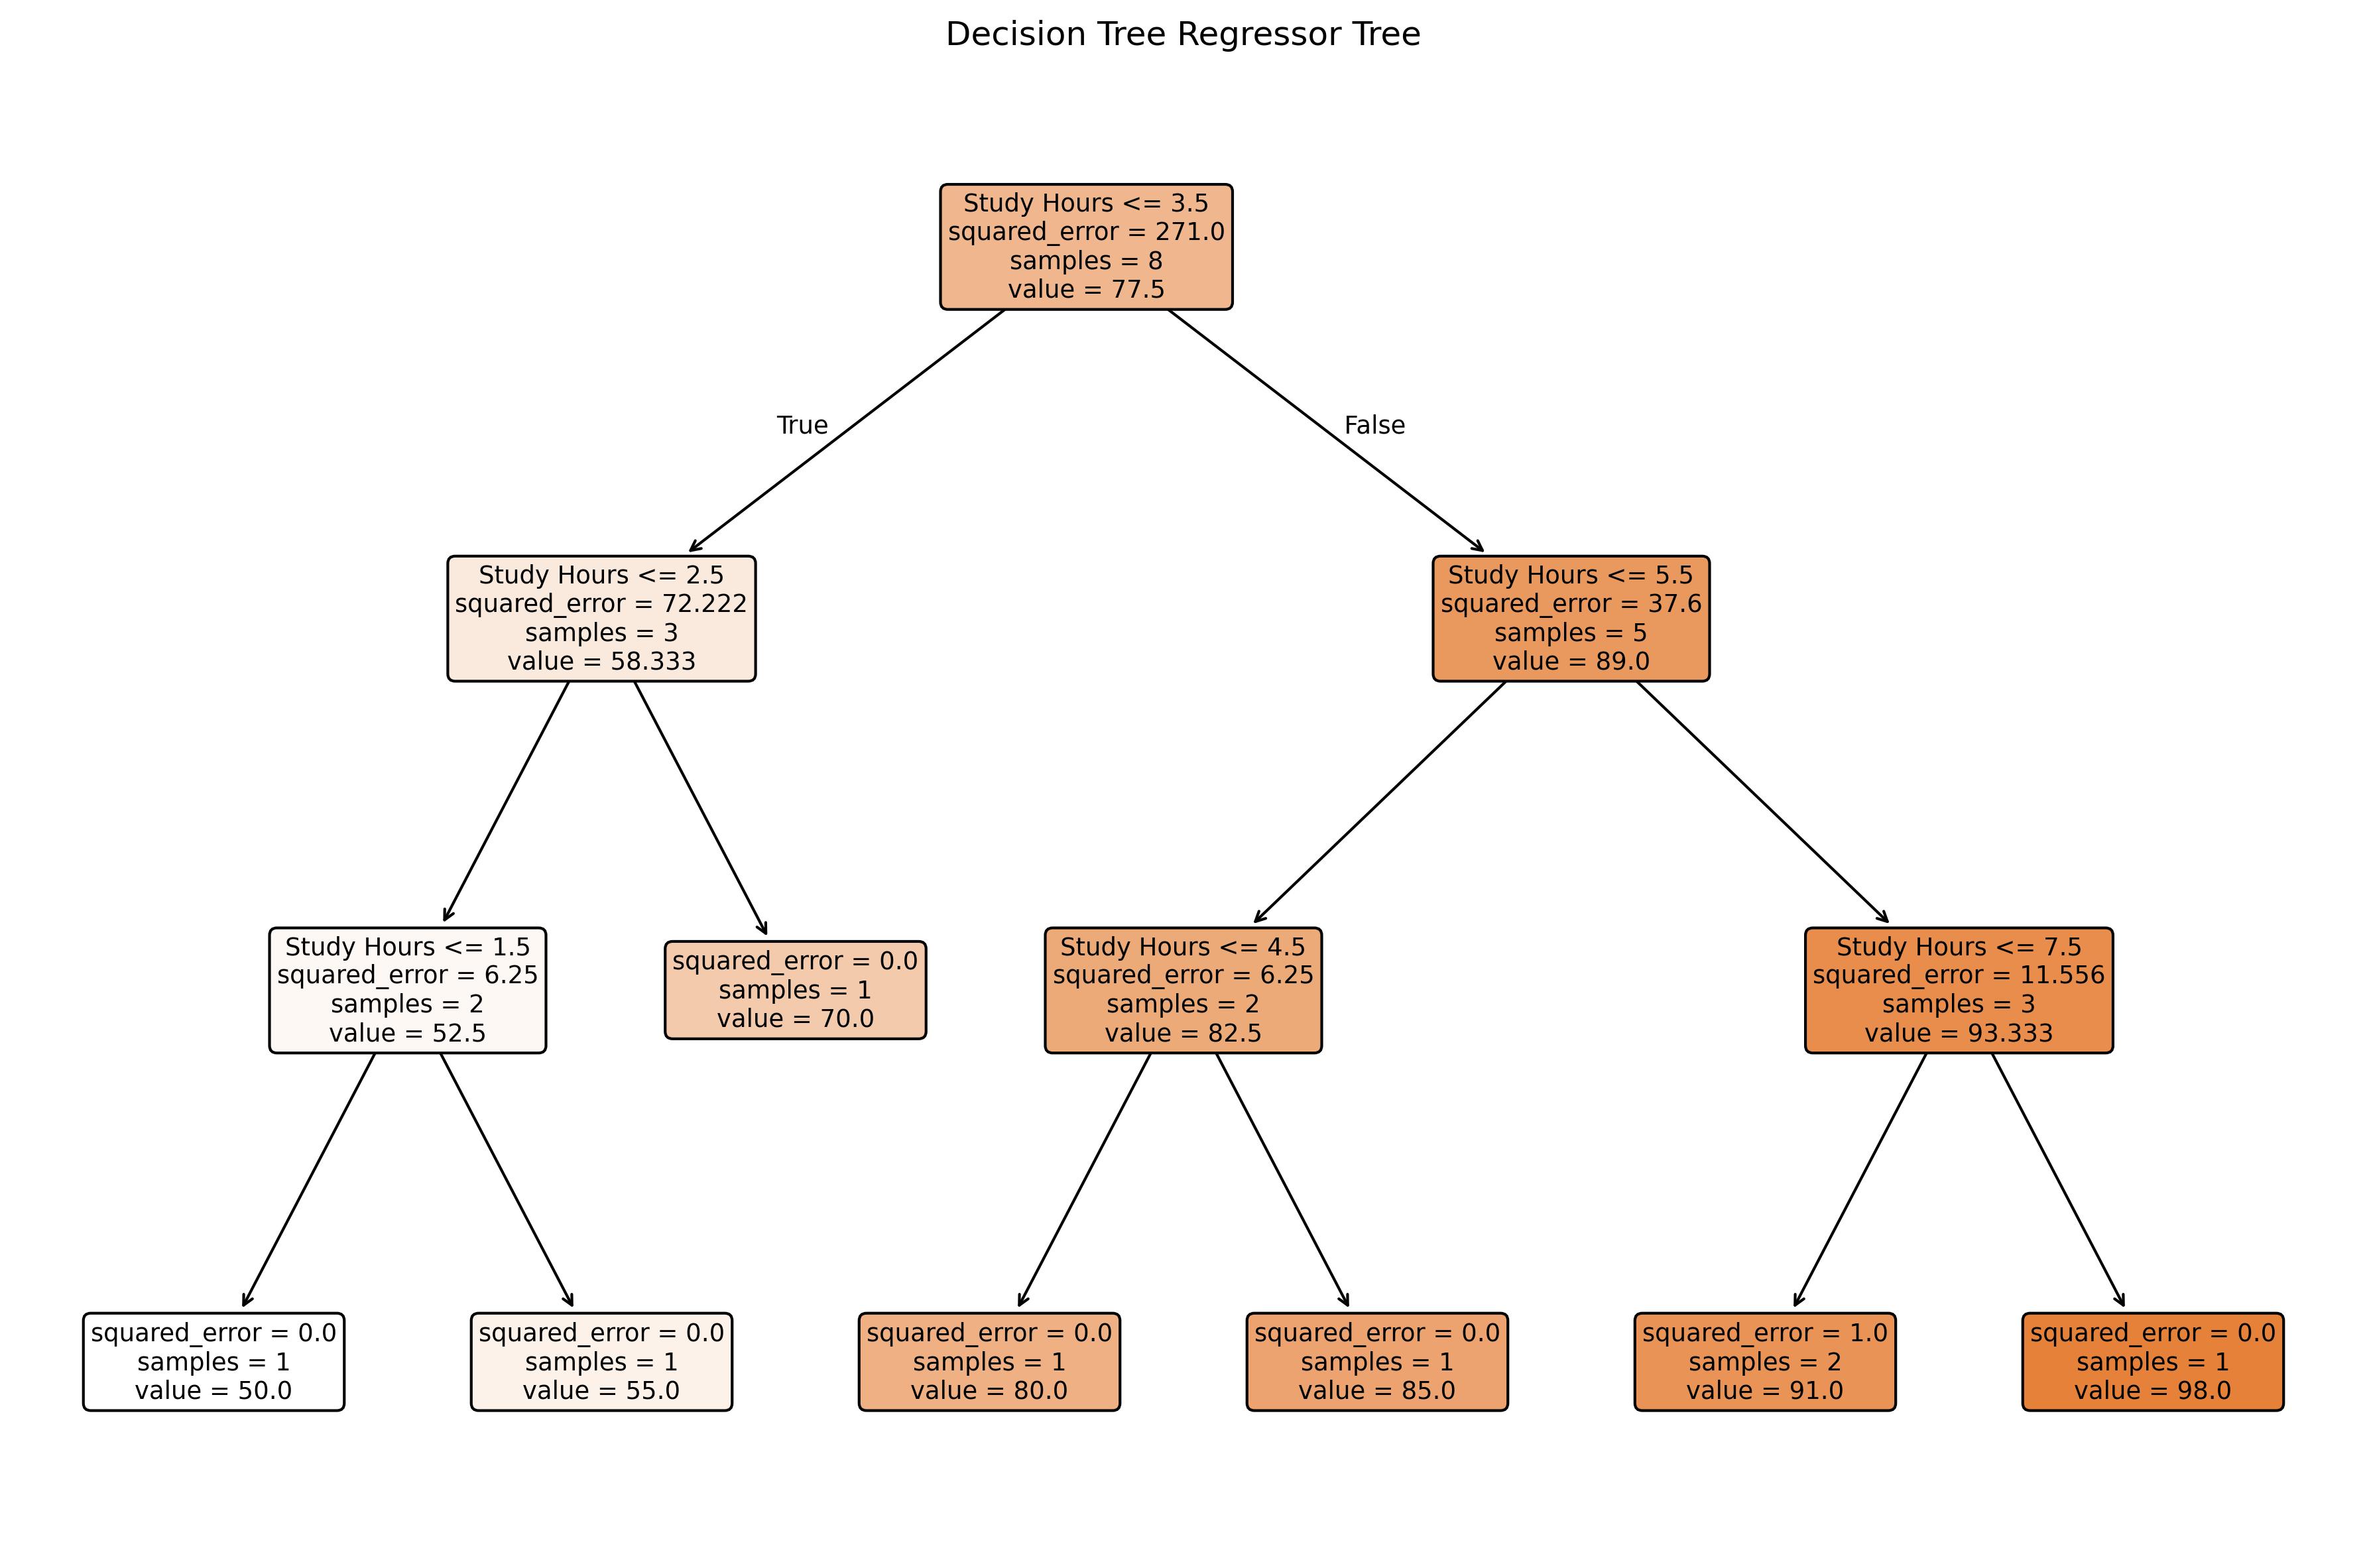 Decision Tree Regressor Tree
Study Hours <= 3.5
squared_error = 271.0
samples = 8
value = 77.5
True
False
Study Hours <= 2.5
squared_error = 72.222
samples = 3
value = 58.333
Study Hours <= 5.5
squared_error = 37.6
samples = 5
value = 89.0
Study Hours <= 1.5
squared_error = 6.25
samples = 2
value = 52.5
squared_error = 0.0
samples = 1
value = 70.0
Study Hours <= 4.5
squared_error = 6.25
samples = 2
value = 82.5
Study Hours <= 7.5
squared_error = 11.556
samples = 3
value = 93.333
squared_error = 0.0
samples = 1
value = 50.0
squared_error = 0.0
samples = 1
value = 55.0
squared_error = 0.0
samples = 1
value = 80.0
squared_error = 0.0
samples = 1
value = 85.0
squared_error = 1.0
samples = 2
value = 91.0
squared_error = 0.0
samples = 1
value = 98.0